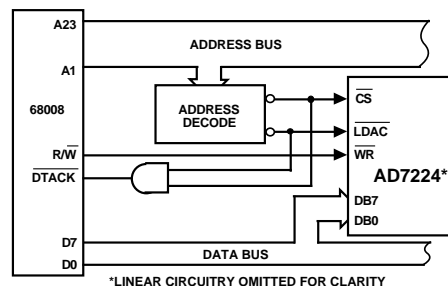 A23
ADDRESS BUS
A1
68008
ADDRESS
DECODE
CS
LDAC
R/W
WR
DTACK
AD7224*
DB7
DB0
D7
DATA BUS
D0
*LINEAR CIRCUITRY OMITTED FOR CLARITY